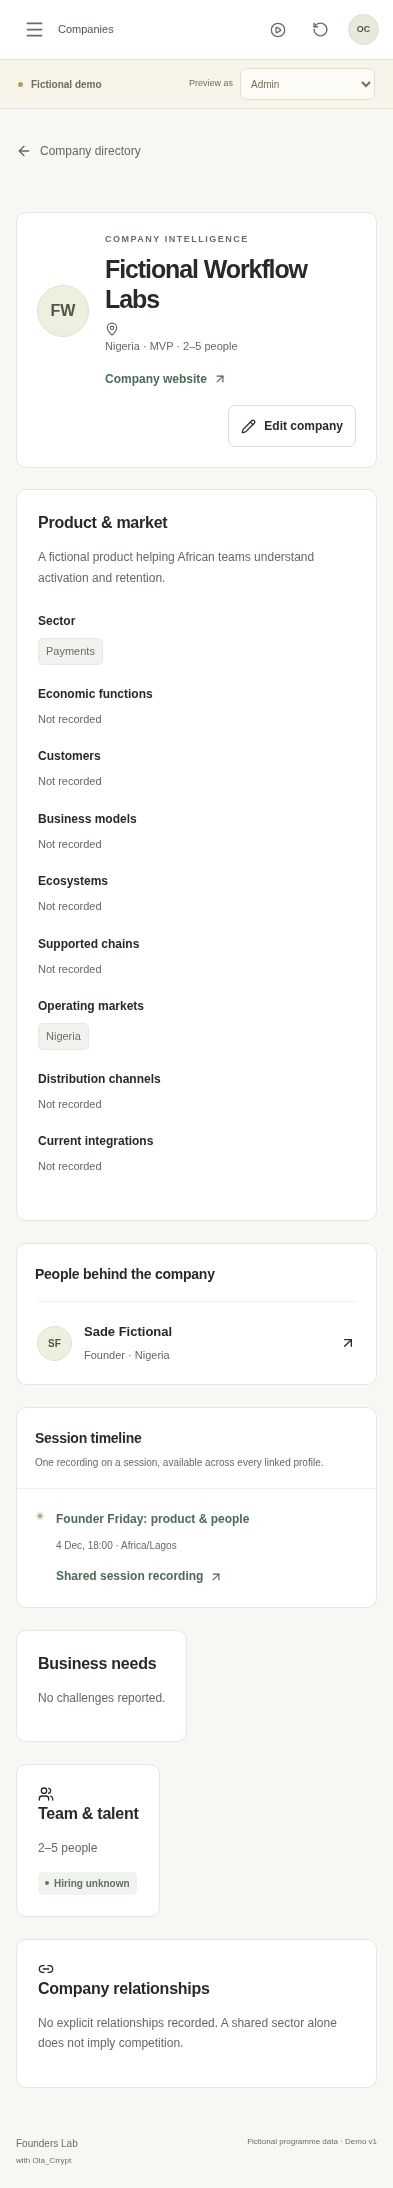 Companies
OC
Fictional demo
Preview as
Admin
Company directory
COMPANY INTELLIGENCE
FW
Fictional Workflow
Labs
Nigeria · MVP · 2–5 people
Company website
Edit company
Product & market
A fictional product helping African teams understand
activation and retention.
Sector
Payments
Economic functions
Not recorded
Customers
Not recorded
Business models
Not recorded
Ecosystems
Not recorded
Supported chains
Not recorded
Operating markets
Nigeria
Distribution channels
Not recorded
Current integrations
Not recorded
People behind the company
SF
Sade Fictional
Founder · Nigeria
Session timeline
One recording on a session, available across every linked profile.
Founder Friday: product & people
4 Dec, 18:00 · Africa/Lagos
Shared session recording
Business needs
No challenges reported.
Team & talent
2–5 people
Hiring unknown
Company relationships
No explicit relationships recorded. A shared sector alone
does not imply competition.
Founders Lab
Fictional programme data · Demo v1
with Ola_Crrypt